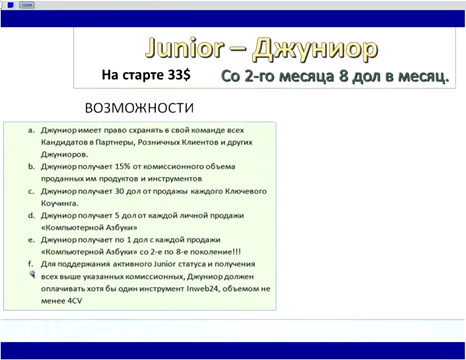 Junior – Джуниор
На старте 33$ Со 2-го месяца 8 дол в месяц.
ВОЗМОЖНОСТИ
a. Джуниор имеет право схранять в свой команде всех
Кандидатов в Партнеры, Розничных Клиентов и других
Джуниоров.
b. Джуниор получает 15% от комиссионного объема
проданных им продуктов и инструментов
c. Джуниор получает 30 дол от продажы каждого Ключевого
Коучинга.
d. Джуниор получает 5 дол от каждой личной продажи
«Компьютерной Азбуки»
e. Джуниор получает по 1 дол с каждой продажи
«Компьютерной Азбуки» со 2-е по 8-е поколение!!!
f. Для поддержания активного Junior статуса и получения
всех выше указанных комиссионных, Джуниор должен
оплачивать хотя бы один инструмент Inweb24, объемом не
менее 4CV